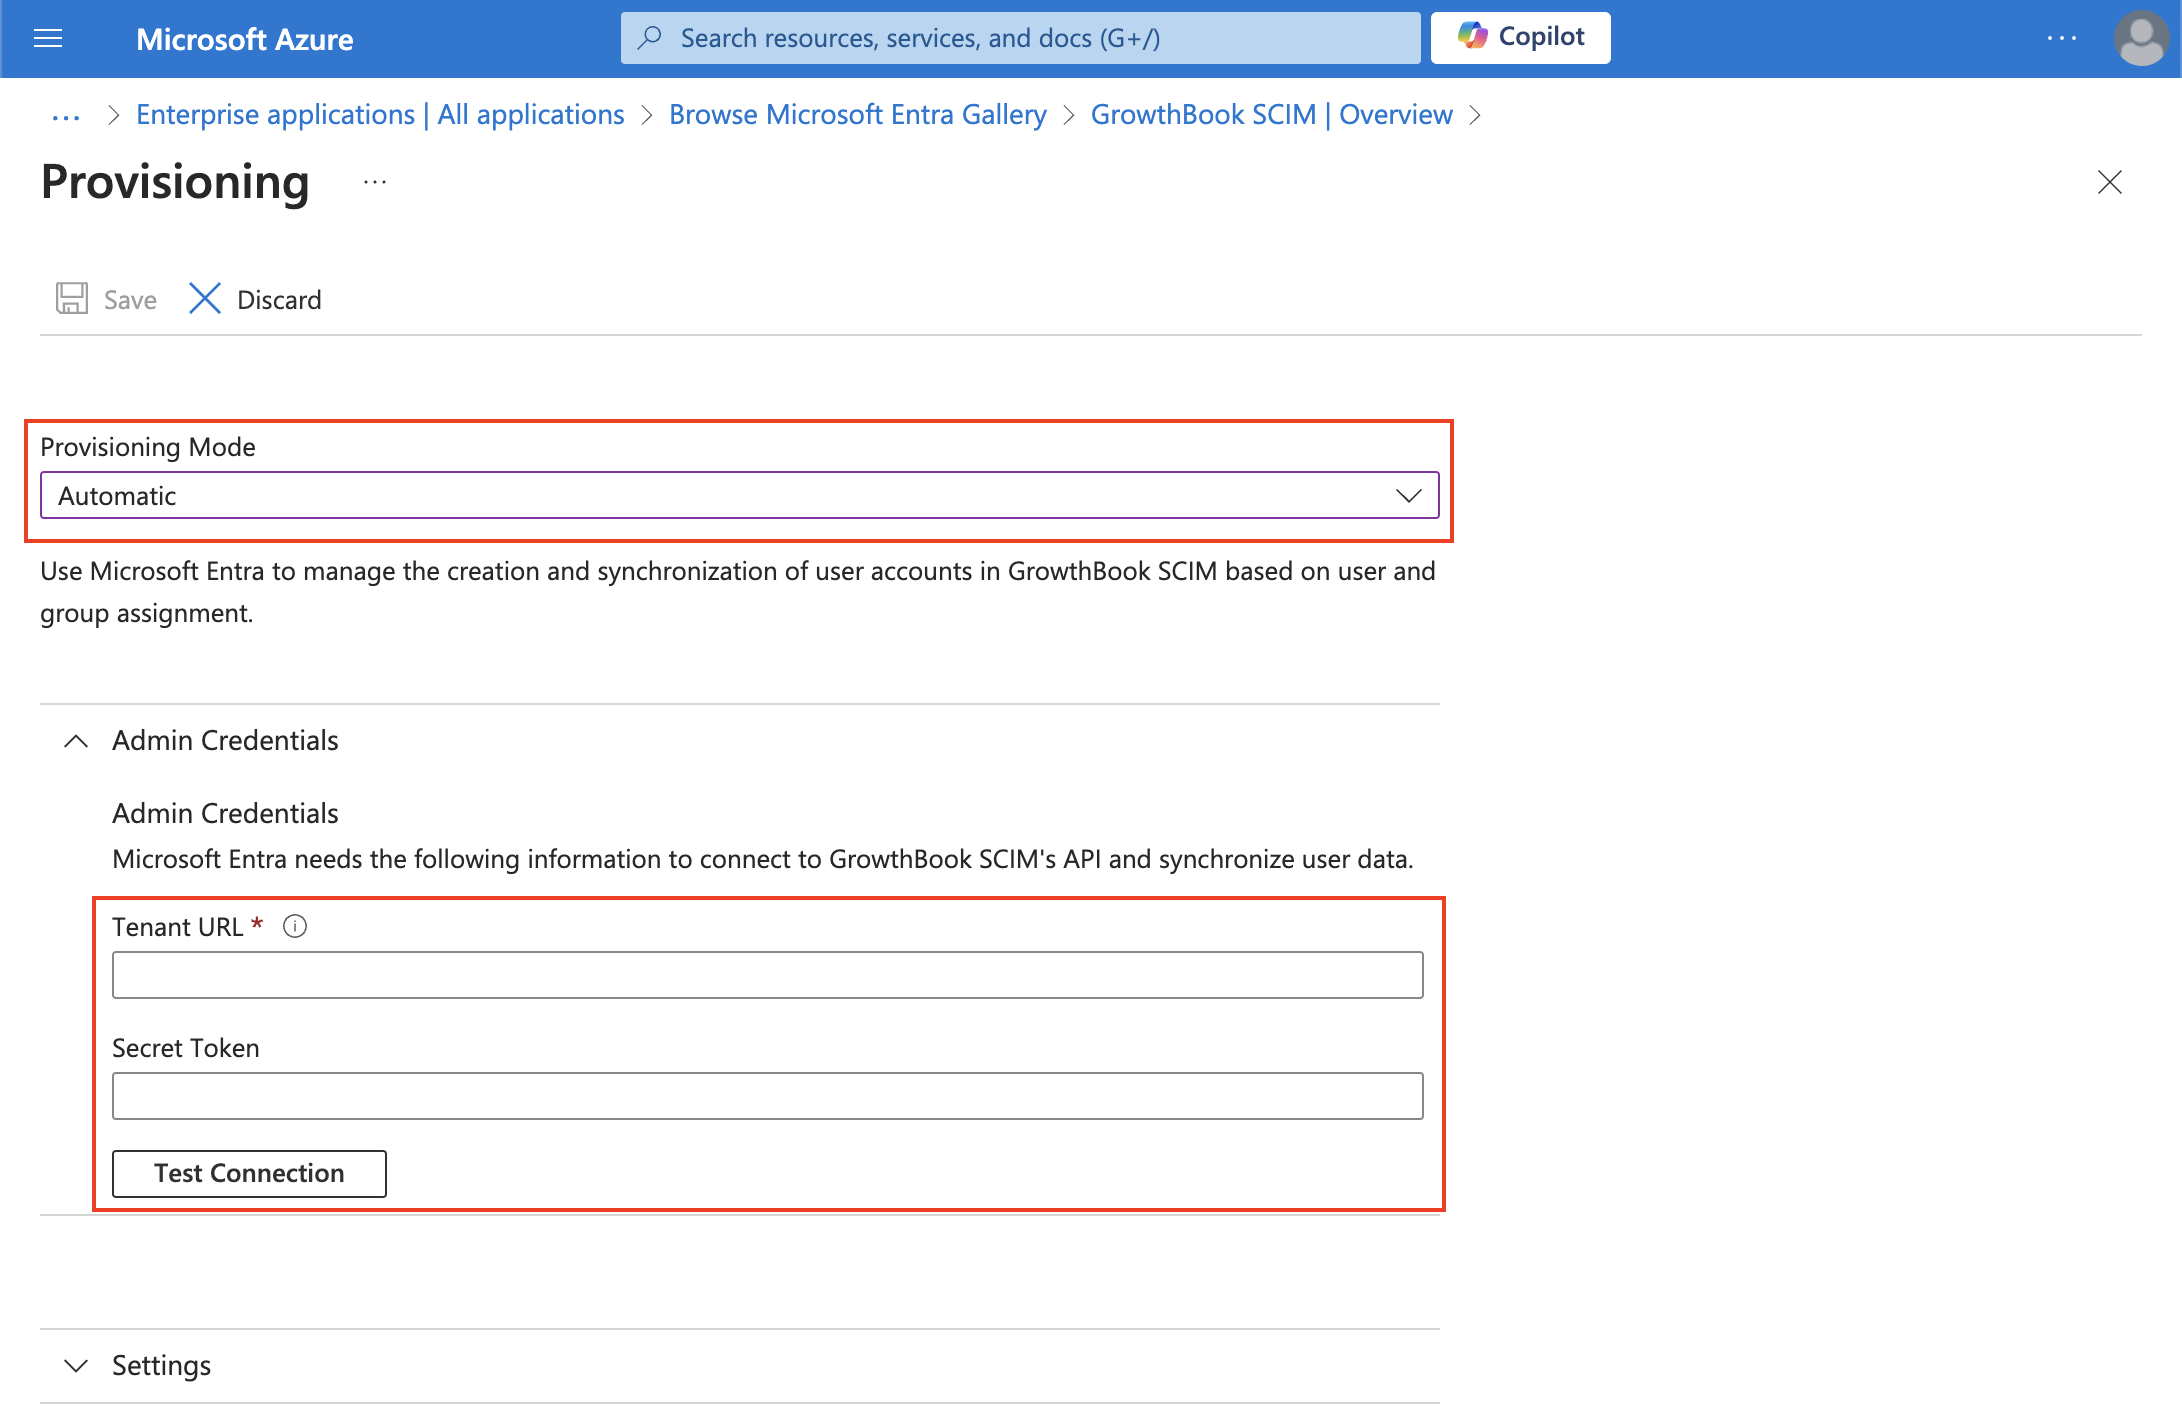 Microsoft Azure
Search resources, services, and docs (G+/)
Copilot
...
... > Enterprise applications | All applications > Browse Microsoft Entra Gallery > GrowthBook SCIM | Overview >
Provisioning ...
Save
Discard
Provisioning Mode
Automatic
Use Microsoft Entra to manage the creation and synchronization of user accounts in GrowthBook SCIM based on user and
group assignment.
Admin Credentials
Admin Credentials
Microsoft Entra needs the following information to connect to GrowthBook SCIM's API and synchronize user data.
Tenant URL *
Secret Token
Test Connection
Settings